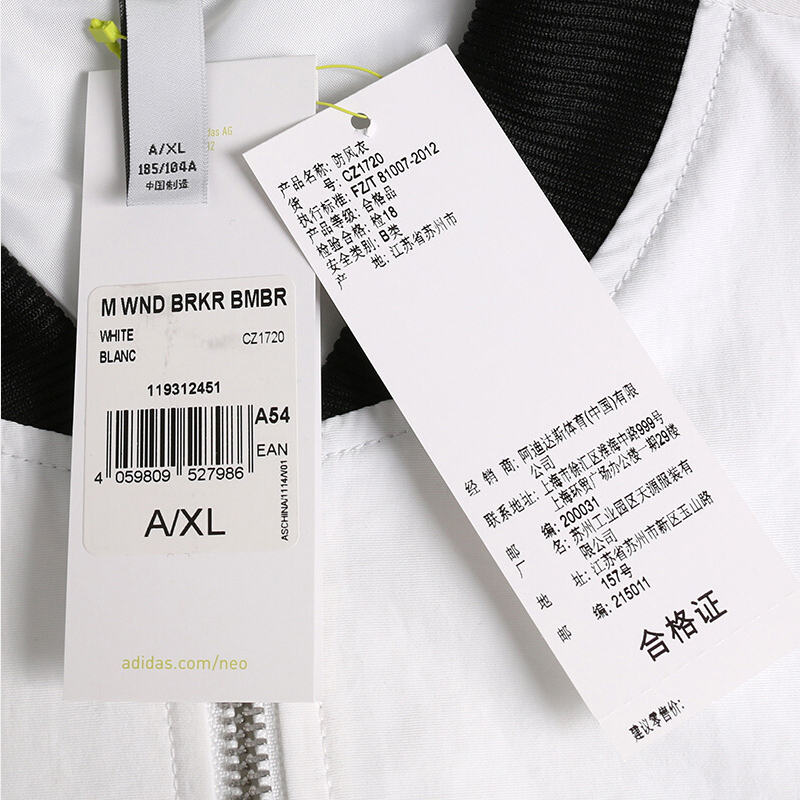 A/XL
185/104A
中国制造
das AG
12
M WND BRKR BMBR
WHITE
CZ1720
BLANC
119312451
A54
EAN
4 059809 527986
ASCHINA/1114/V01
A/XL
adidas.com/neo
产品名称: 防风衣
货 号: CZ1720
执行标准: FZ/T 81007-2012
产品等级: 合格品
检验合格: 检18
安全类别: B类
产 地: 江苏省苏州市
经 销 商: 阿迪达斯体育(中国)有限
公司
联系地址: 上海市徐汇区淮海中路999号
上海环贸广场办公楼一期29楼
邮 编: 200031
厂 名: 苏州工业园区天源服装有
限公司
地 址: 江苏省苏州市新区玉山路
157号
邮 编: 215011
合格证
建议零售价: